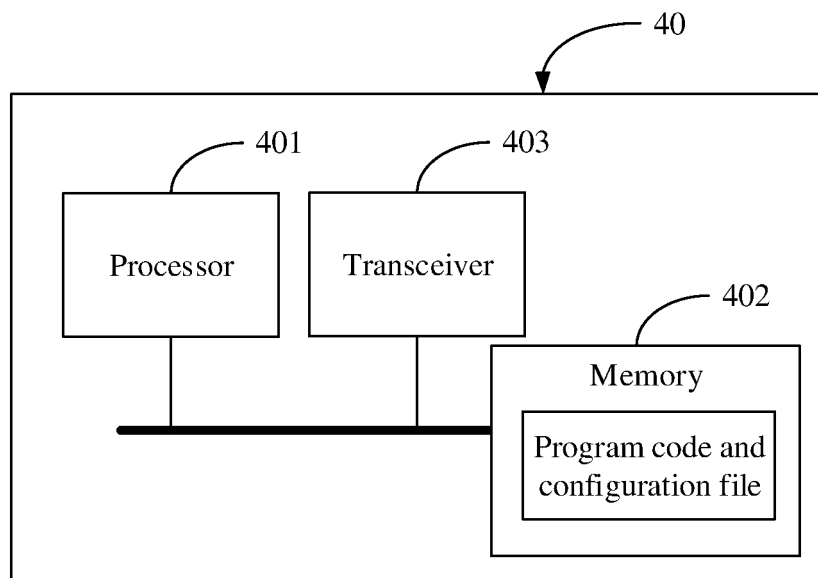 40
401
403
Processor
Transceiver
402
Memory
Program code and
configuration file